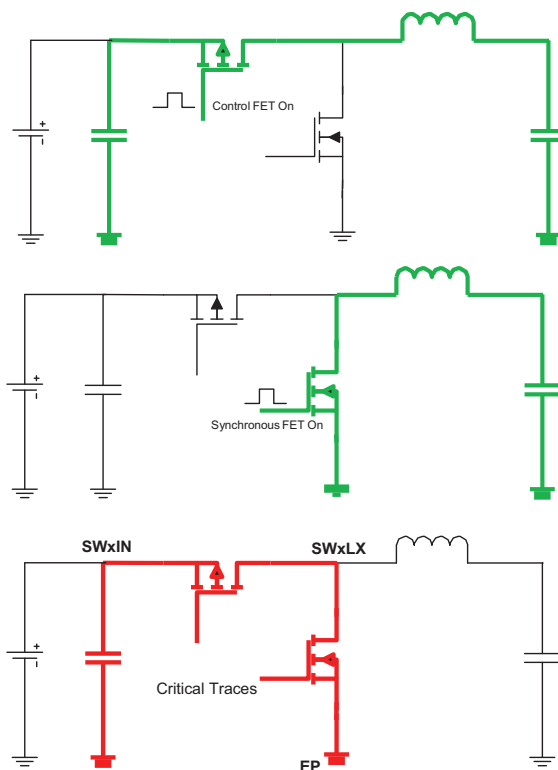 Control FET On
Synchronous FET On
SWxIN
SWxLX
Critical Traces